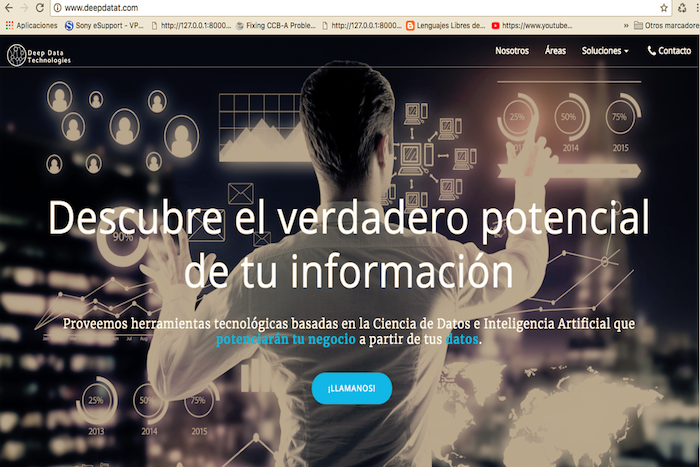 www.deepdatat.com
Aplicaciones
Sony eSupport - VP...
http://127.0.0.1:8000...
Fixing CCB-A Proble...
http://127.0.0.1:8000...
Lenguajes Libres de...
https://www.youtube...
»
Otros marcadore
Deep Data
Technologies
Nosotros
Áreas
Soluciones
Contacto
25%
50%
75%
2014
2015
Descubre el verdadero potencial
90%
de tu información
Proveemos herramientas tecnológicas basadas en la Ciencia de Datos e Inteligencia Artificial que
potenciarán tu negocio a partir de tus datos.
¡LLAMANOS!
25%
50%
75%
2013
2014
2015